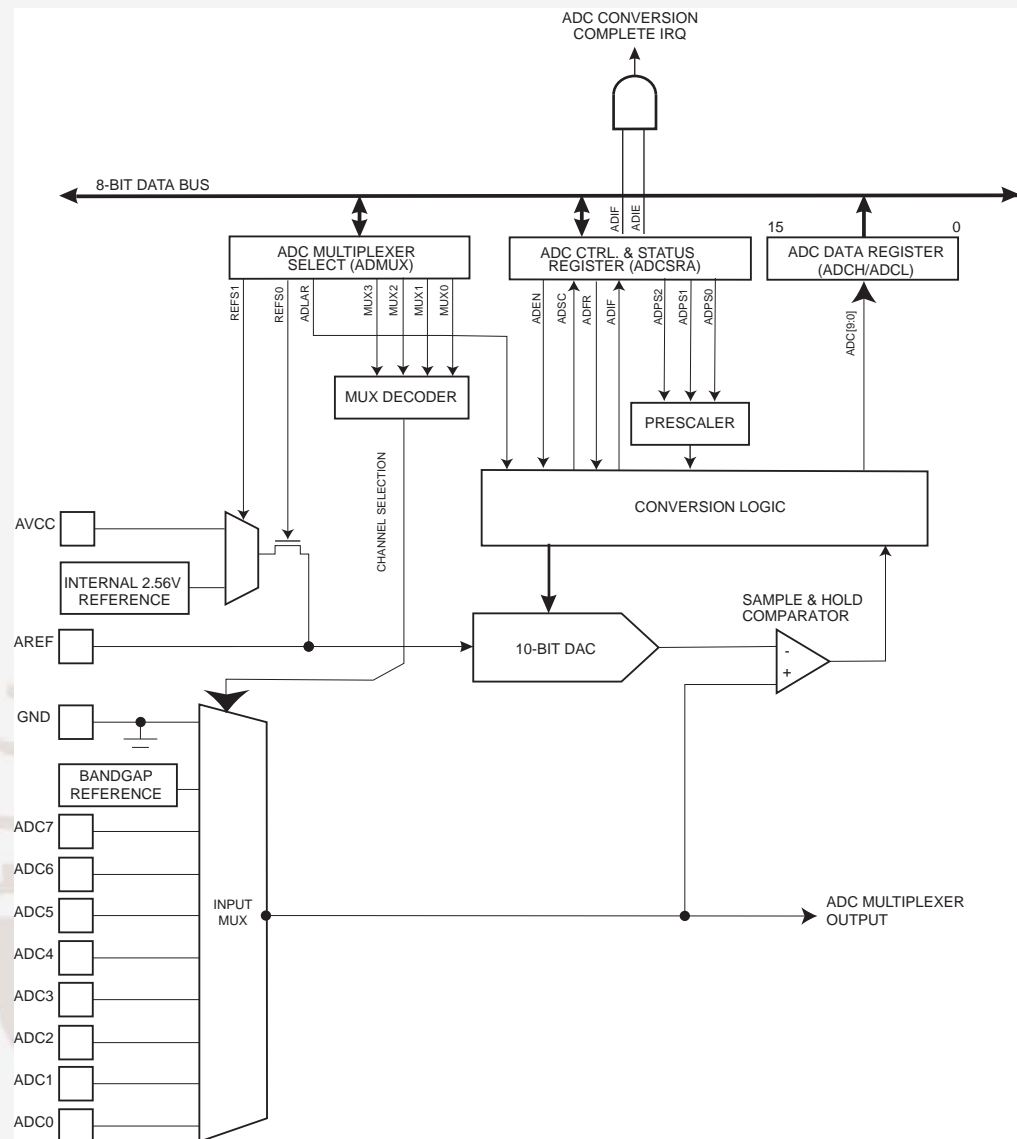 ADC CONVERSION
COMPLETE IRQ
8-BIT DATA BUS
ADIF
ADIE
15
0
ADC MULTIPLEXER
SELECT (ADMUX)
ADC CTRL. & STATUS
REGISTER (ADCSRA)
ADC DATA REGISTER
(ADCH/ADCL)
REFS1
REFS0
ADLAR
MUX3
MUX2
MUX1
MUX0
ADEN
ADSC
ADFR
ADIF
ADPS2
ADPS1
ADPS0
ADC[9:0]
MUX DECODER
PRESCALER
CHANNEL SELECTION
CONVERSION LOGIC
AVCC
INTERNAL 2.56V
REFERENCE
SAMPLE & HOLD
COMPARATOR
AREF
10-BIT DAC
-
+
GND
BANDGAP
REFERENCE
ADC7
ADC6
ADC5
INPUT
MUX
ADC MULTIPLEXER
OUTPUT
ADC4
ADC3
ADC2
ADC1
ADC0